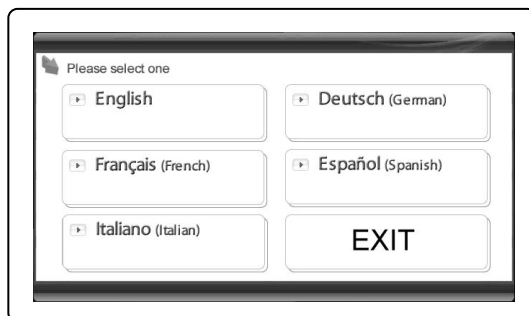 Please select one
English
Deutsch (German)
Français (French)
Español (Spanish)
Italiano (Italian)
EXIT